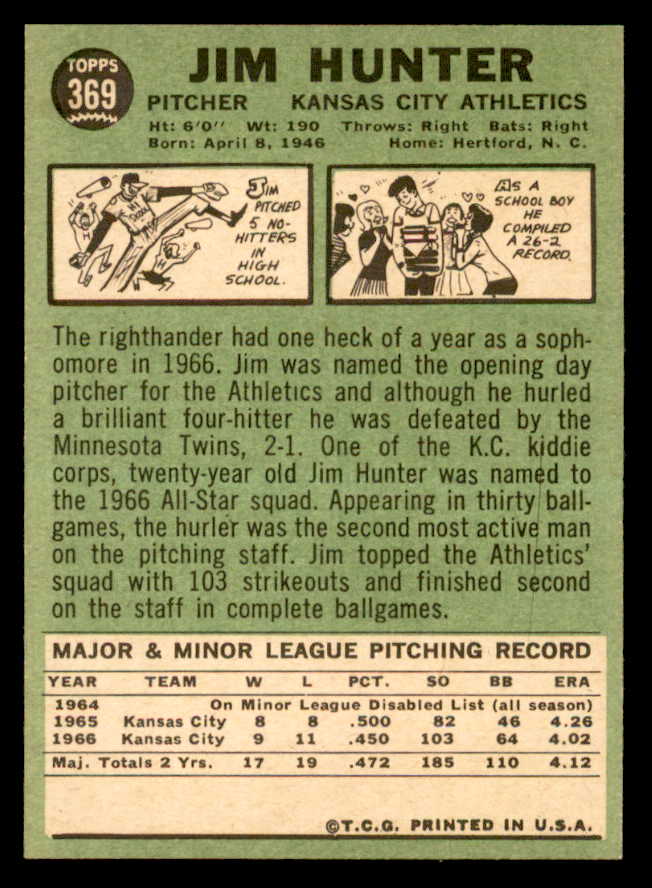 TOPPS
369
JIM HUNTER
PITCHER KANSAS CITY ATHLETICS
Ht: 6'0" Wt: 190 Throws: Right Bats: Right
Born: April 8, 1946 Home: Hertford, N. C.
JIM
PITCHED
5 NO-
HITTERS
IN
HIGH
SCHOOL.
AS A
SCHOOL BOY
HE
COMPILED
A 26-2
RECORD.
The righthander had one heck of a year as a soph-
omore in 1966. Jim was named the opening day
pitcher for the Athletics and although he hurled
a brilliant four-hitter he was defeated by the
Minnesota Twins, 2-1. One of the K.C. kiddie
corps, twenty-year old Jim Hunter was named to
the 1966 All-Star squad. Appearing in thirty ball-
games, the hurler was the second most active man
on the pitching staff. Jim topped the Athletics'
squad with 103 strikeouts and finished second
on the staff in complete ballgames.
MAJOR & MINOR LEAGUE PITCHING RECORD
YEAR TEAM W L PCT. SO BB ERA
1964 On Minor League Disabled List (all season)
1965 Kansas City 8 8 .500 82 46 4.26
1966 Kansas City 9 11 .450 103 64 4.02
Maj. Totals 2 Yrs. 17 19 .472 185 110 4.12
©T.C.G. PRINTED IN U.S.A.